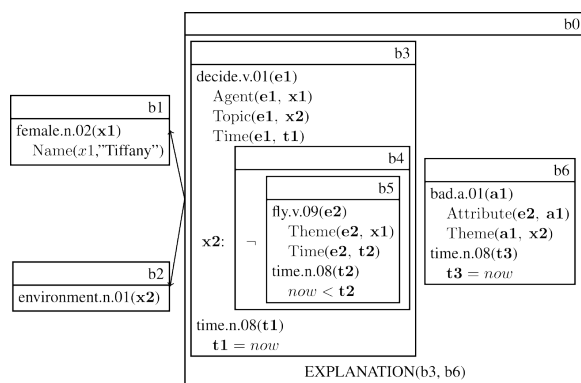 b0
b3
decide.v.01(e1)
Agent(e1, x1)
Topic(e1, x2)
Time(e1, t1)
b4
b5
x2:
¬
fly.v.09(e2)
Theme(e2, x1)
Time(e2, t2)
time.n.08(t2)
now < t2
time.n.08(t1)
t1 = now
b1
female.n.02(x1)
Name(x1,"Tiffany")
b2
environment.n.01(x2)
b6
bad.a.01(a1)
Attribute(e2, a1)
Theme(a1, x2)
time.n.08(t3)
t3 = now
EXPLANATION(b3, b6)